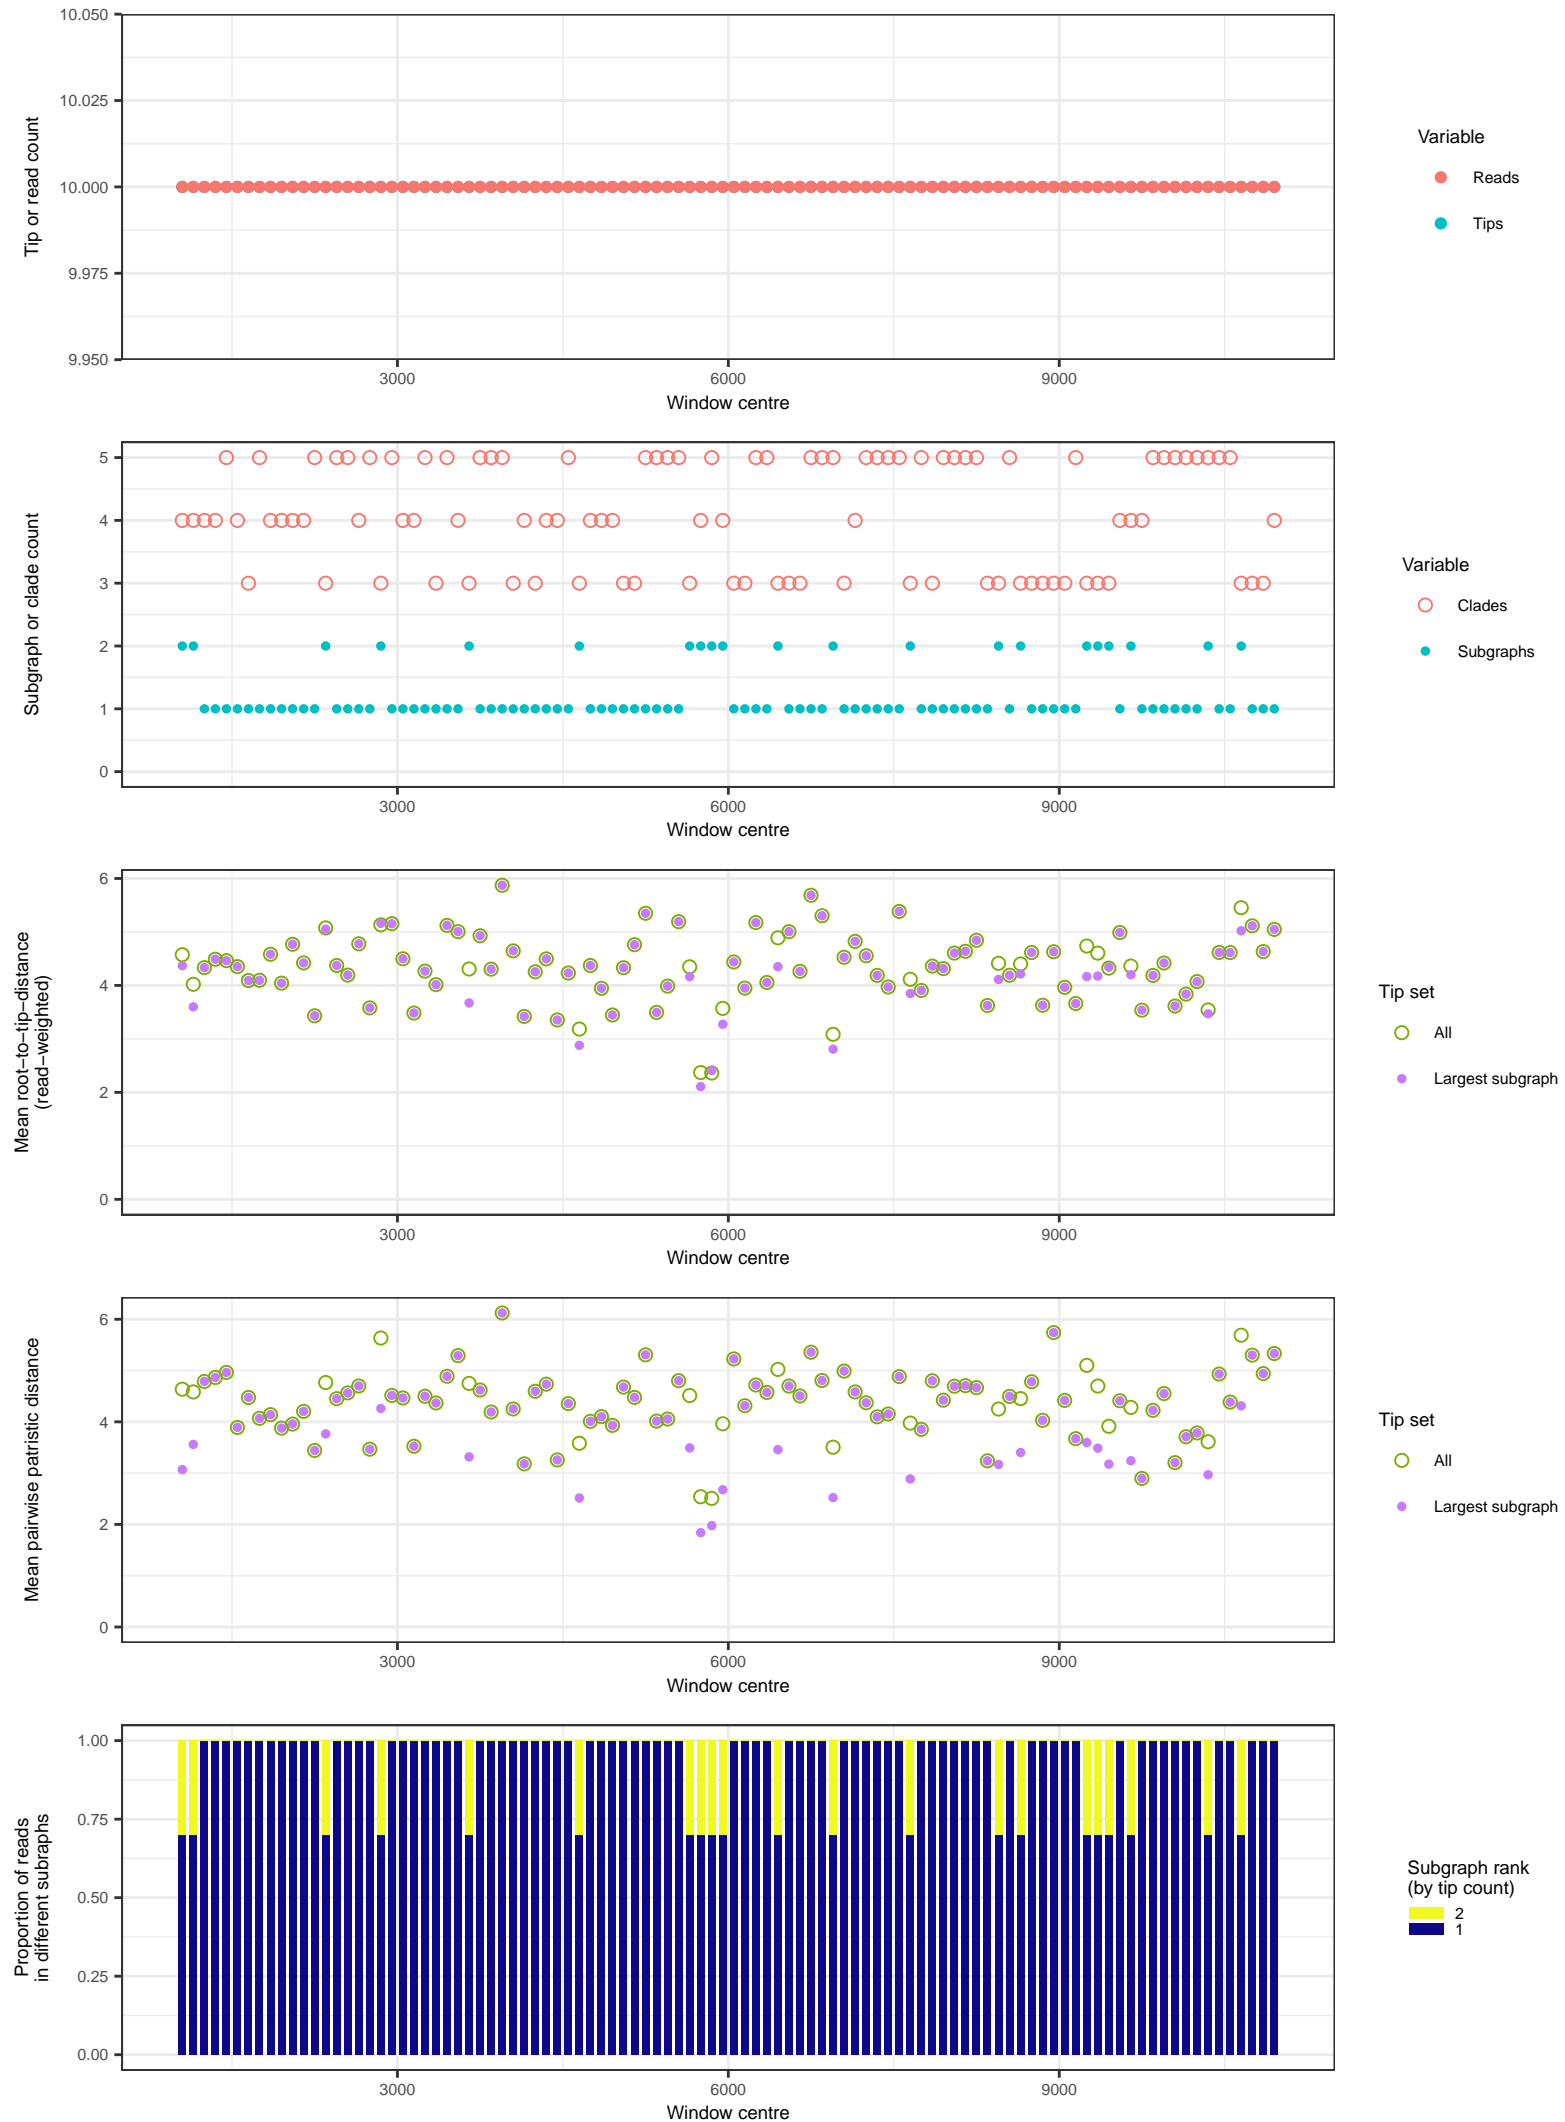 10.050
10.025
10.000
9.975
9.950
Tip or read count
3000 6000 9000
Window centre
Variable
Reads
Tips
5
4
3
2
1
0
Subgraph or clade count
3000 6000 9000
Window centre
Variable
Clades
Subgraphs
6
4
2
0
Mean root−to−tip−distance
(read−weighted)
3000 6000 9000
Window centre
Tip set
All
Largest subgraph
6
4
2
0
Mean pairwise patristic distance
3000 6000 9000
Window centre
Tip set
All
Largest subgraph
1.00
0.75
0.50
0.25
0.00
Proportion of reads
in different subraphs
3000 6000 9000
Window centre
Subgraph rank
(by tip count)
2
1